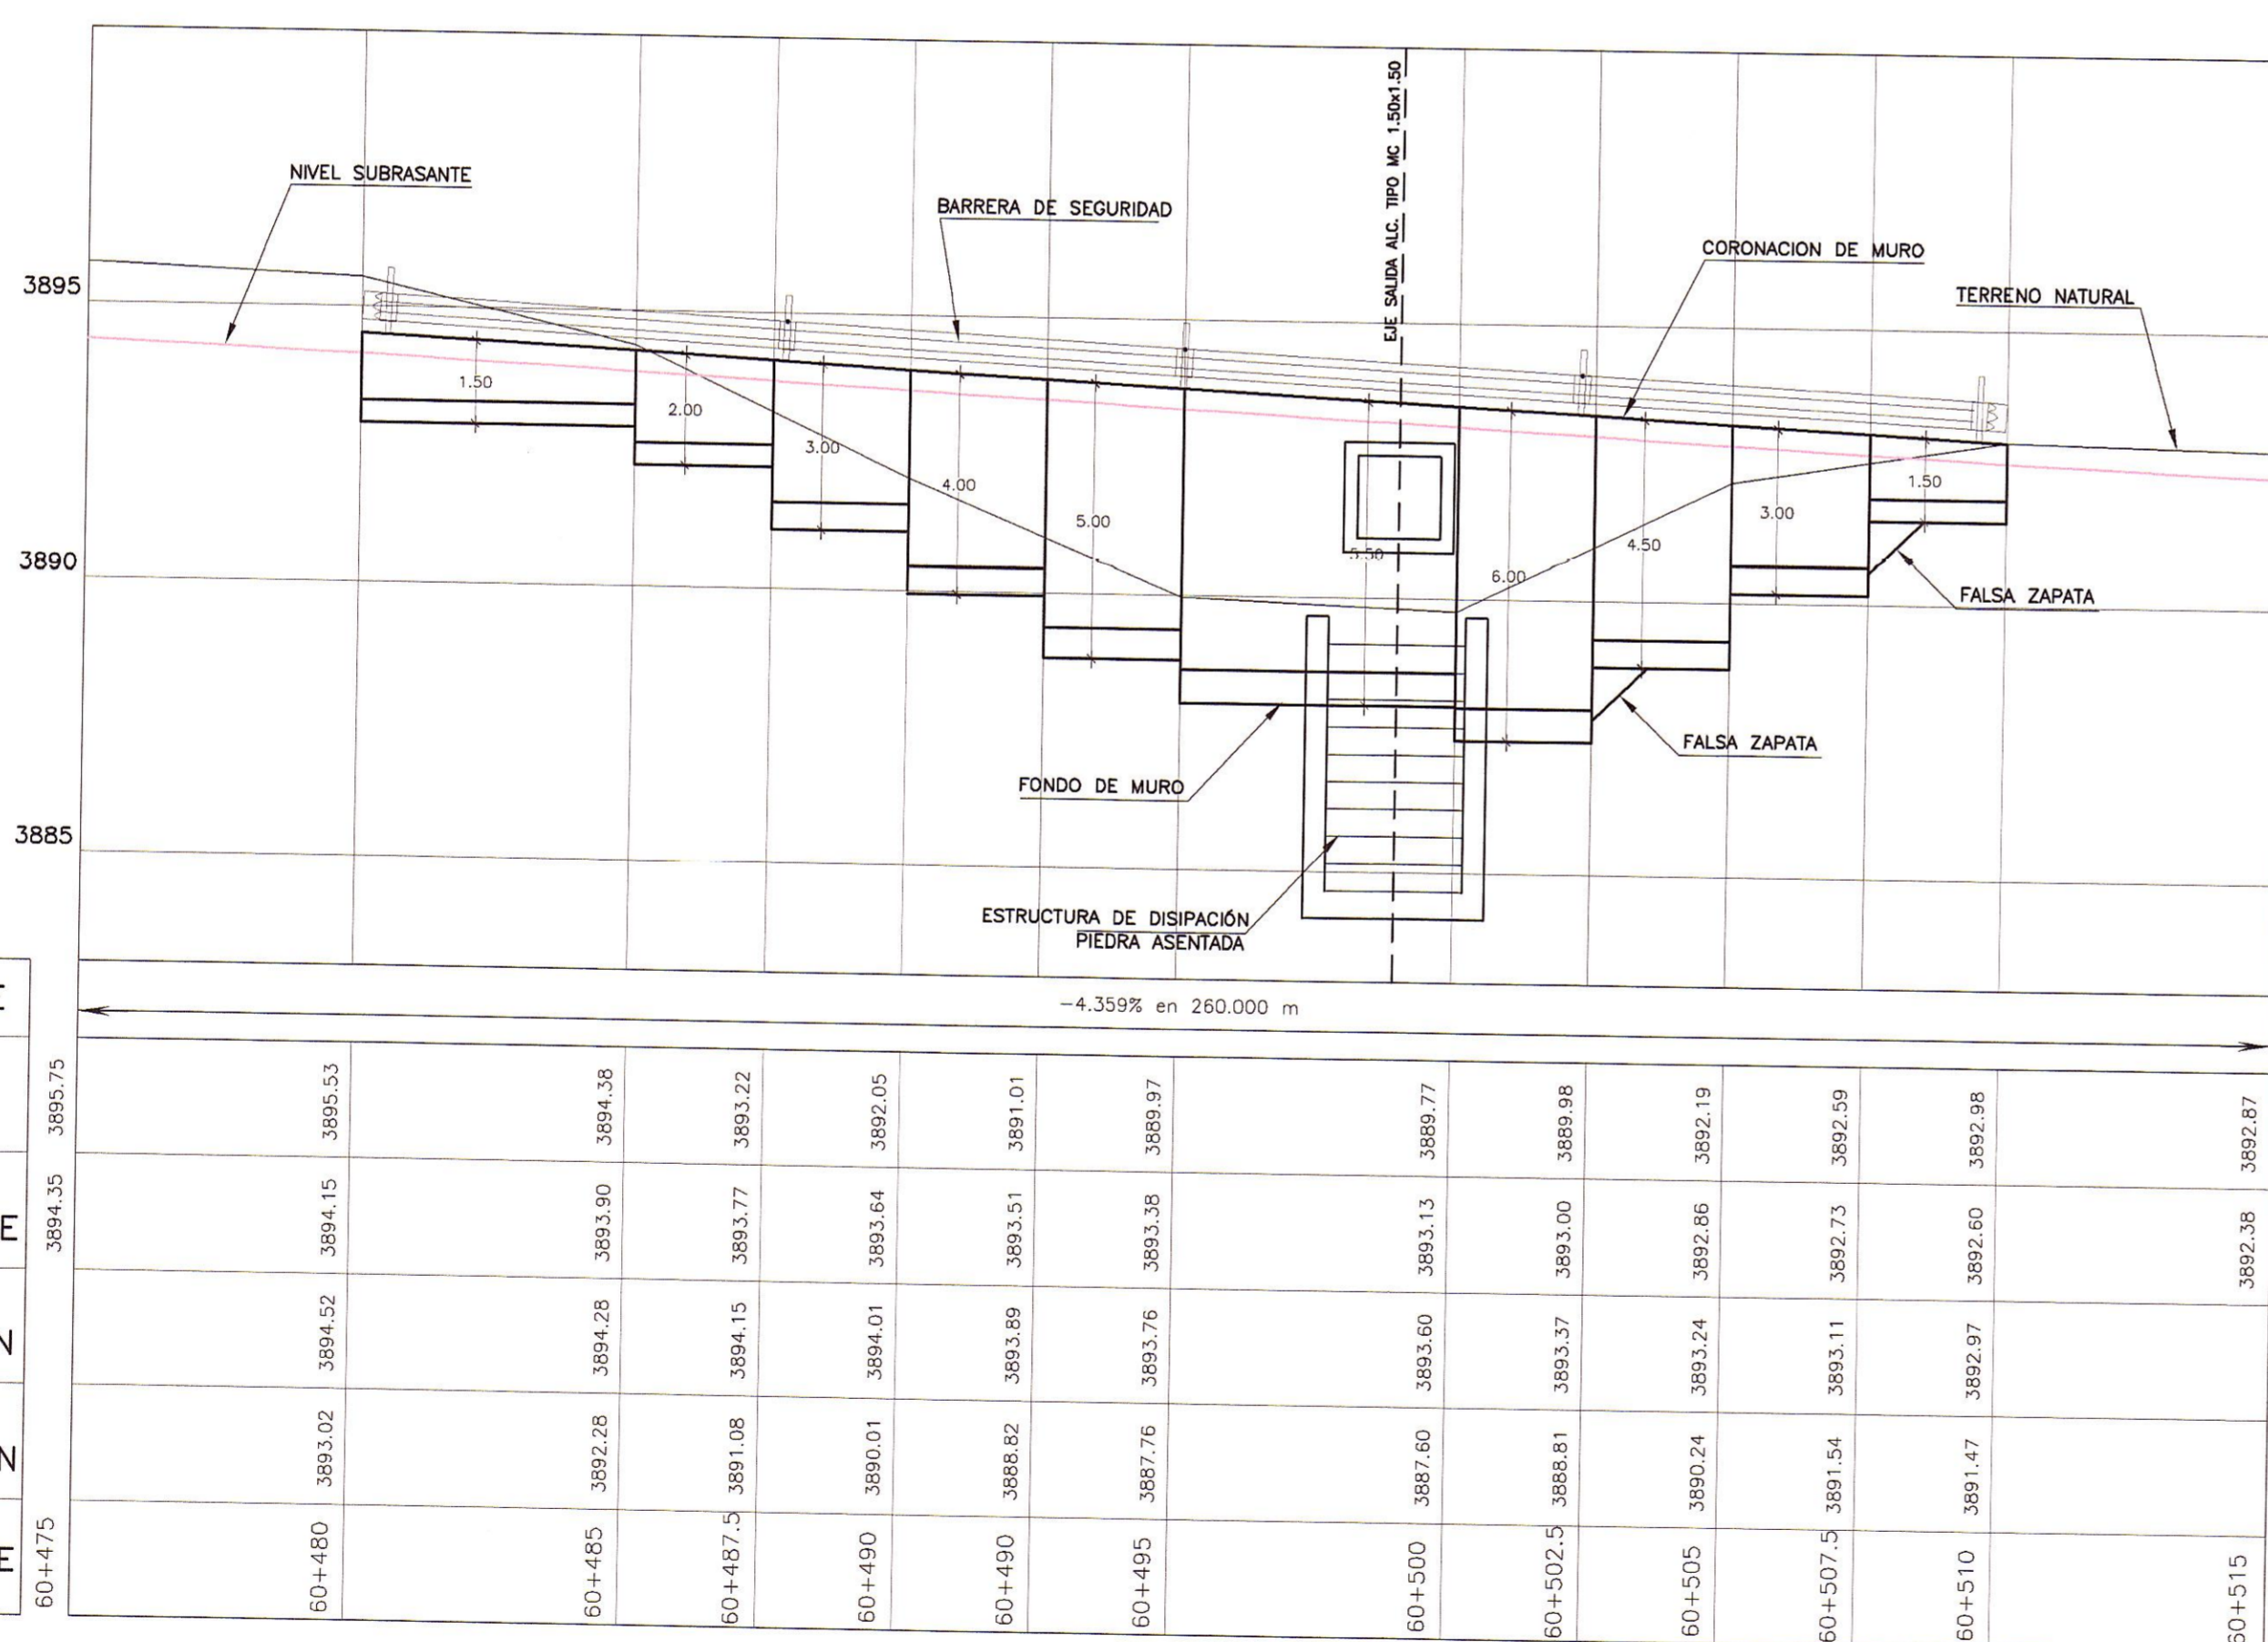 EJE SALIDA ALC. TIPO MC 1.50x1.50
NIVEL SUBRASANTE
BARRERA DE SEGURIDAD
CORONACION DE MURO
TERRENO NATURAL
3895
1.50
2.00
3.00
4.00
5.00
5.50
6.00
4.50
3.00
1.50
3890
FALSA ZAPATA
FALSA ZAPATA
FONDO DE MURO
3885
ESTRUCTURA DE DISIPACIÓN
PIEDRA ASENTADA
-4.359% en 260.000 m
3895.75 3895.53 3894.38 3893.22 3892.05 3891.01 3889.97 3889.77 3889.98 3892.19 3892.59 3892.98 3892.87
E 3894.35 3894.15 3893.90 3893.77 3893.64 3893.51 3893.38 3893.13 3893.00 3892.86 3892.73 3892.60 3892.38
N 3894.52 3894.28 3894.15 3894.01 3893.89 3893.76 3893.60 3893.37 3893.24 3893.11 3892.97
N 3893.02 3892.28 3891.08 3890.01 3888.82 3887.76 3887.60 3888.81 3890.24 3891.54 3891.47
E 60+475 60+480 60+485 60+487.5 60+490 60+490 60+495 60+500 60+502.5 60+505 60+507.5 60+510 60+515